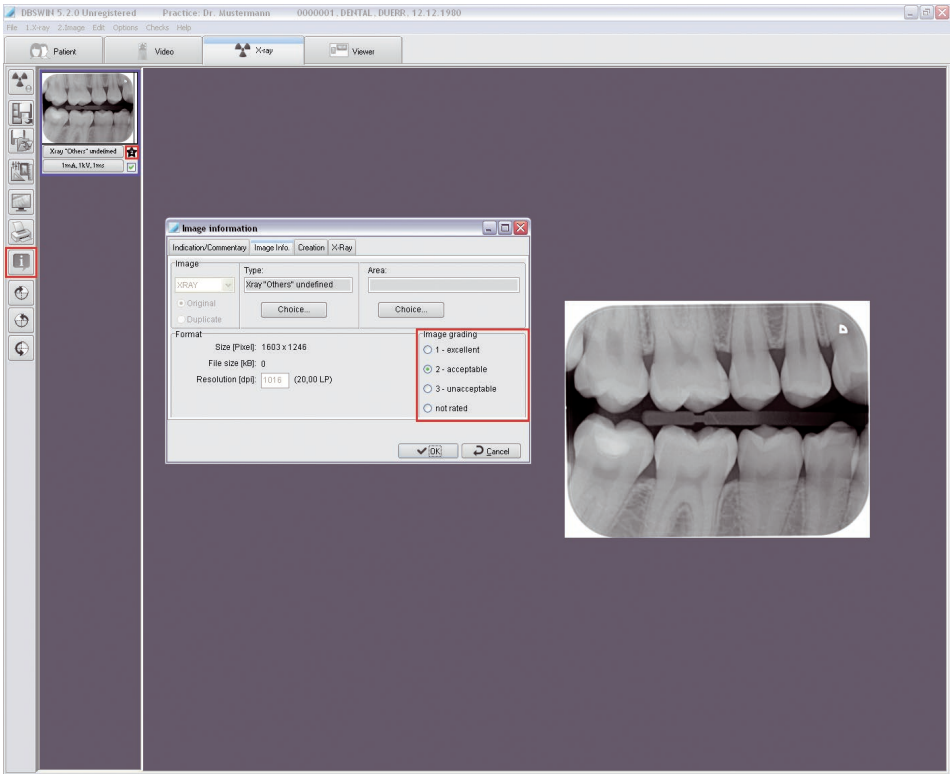 DBSWIN 5.2.0 Unregistered Practice: Dr. Mustermann 0000001, DENTAL, DUERR, 12.12.1980
File 1.X-ray 2.Image Edit Options Checks Help
Patient Video X-ray Viewer
Xray "Others" undefined
1mA, 1kV, 1ms
Image information
Indication/Commentary Image Info. Creation X-Ray
Image
Type:
Area:
XRAY
Xray "Others" undefined
Original
Duplicate
Choice...
Choice...
Format
Size [Pixel]: 1603 x 1246
File size [kB]: 0
Resolution [dpi]: 1016 (20,00 LP)
Image grading
1 - excellent
2 - acceptable
3 - unacceptable
not rated
OK Cancel